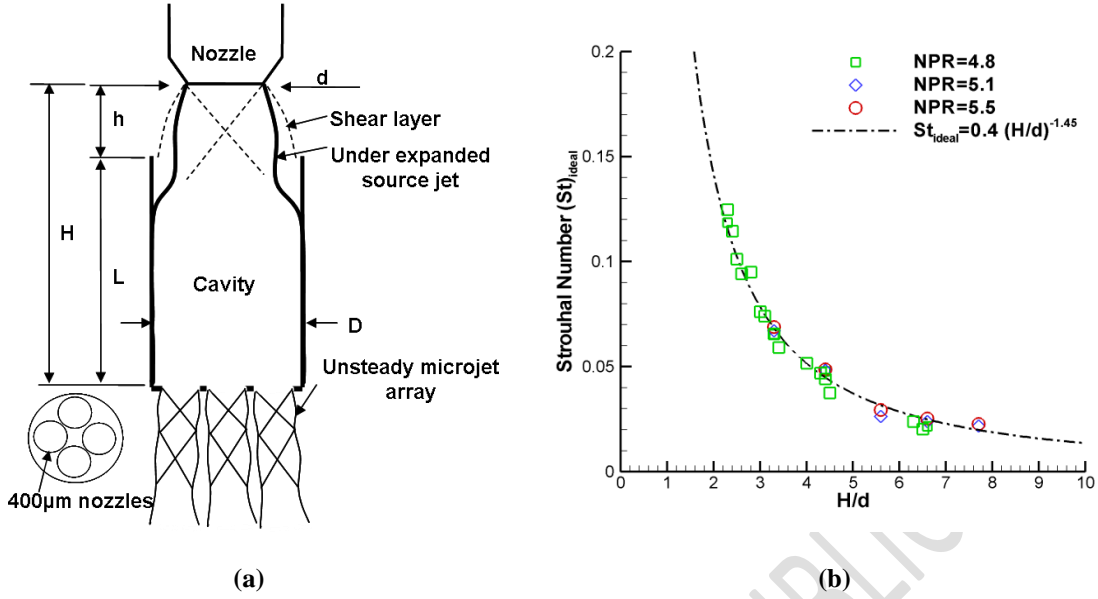 Nozzle
d
h
Shear layer
Under expanded
source jet
H
L
Cavity
D
Unsteady microjet
array
400µm nozzles
(a)
0.2
0.15
0.1
0.05
0
Strouhal Number (St)ideal
NPR=4.8
NPR=5.1
NPR=5.5
Stideal=0.4 (H/d)-1.45
0 1 2 3 4 5 6 7 8 9 10
H/d
(b)